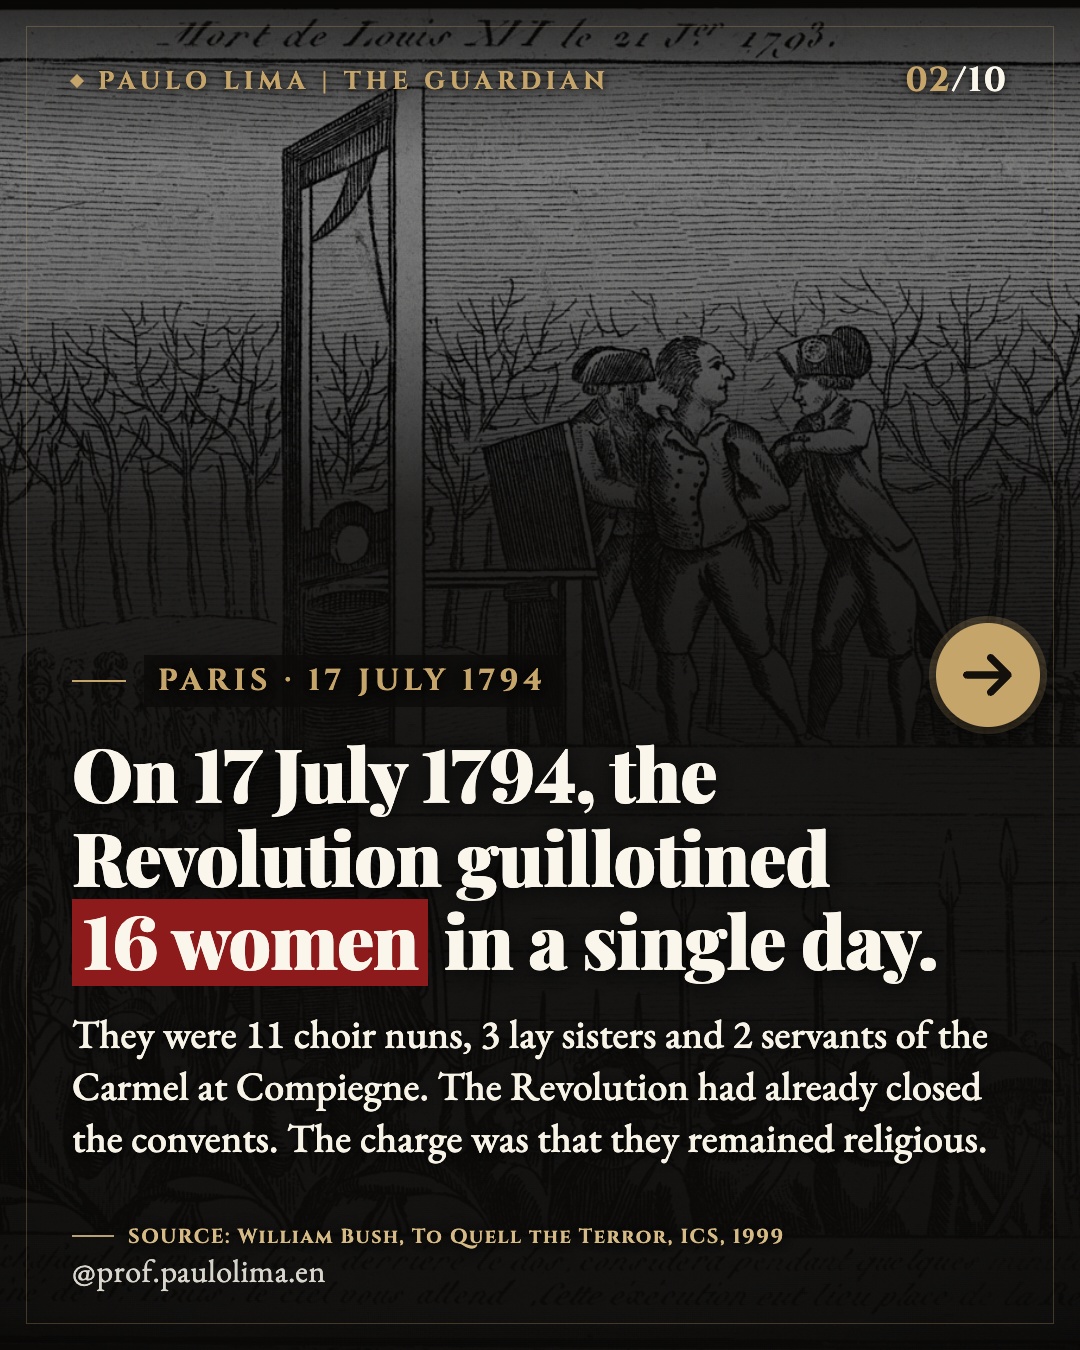 Mort de Louis XVI le 21 Jer 1793.
◆ PAULO LIMA | THE GUARDIAN
02/10
PARIS · 17 JULY 1794
On 17 July 1794, the
Revolution guillotined
16 women in a single day.
They were 11 choir nuns, 3 lay sisters and 2 servants of the
Carmel at Compiegne. The Revolution had already closed
the convents. The charge was that they remained religious.
SOURCE: William Bush, To Quell the Terror, ICS, 1999
@prof.paulolima.en